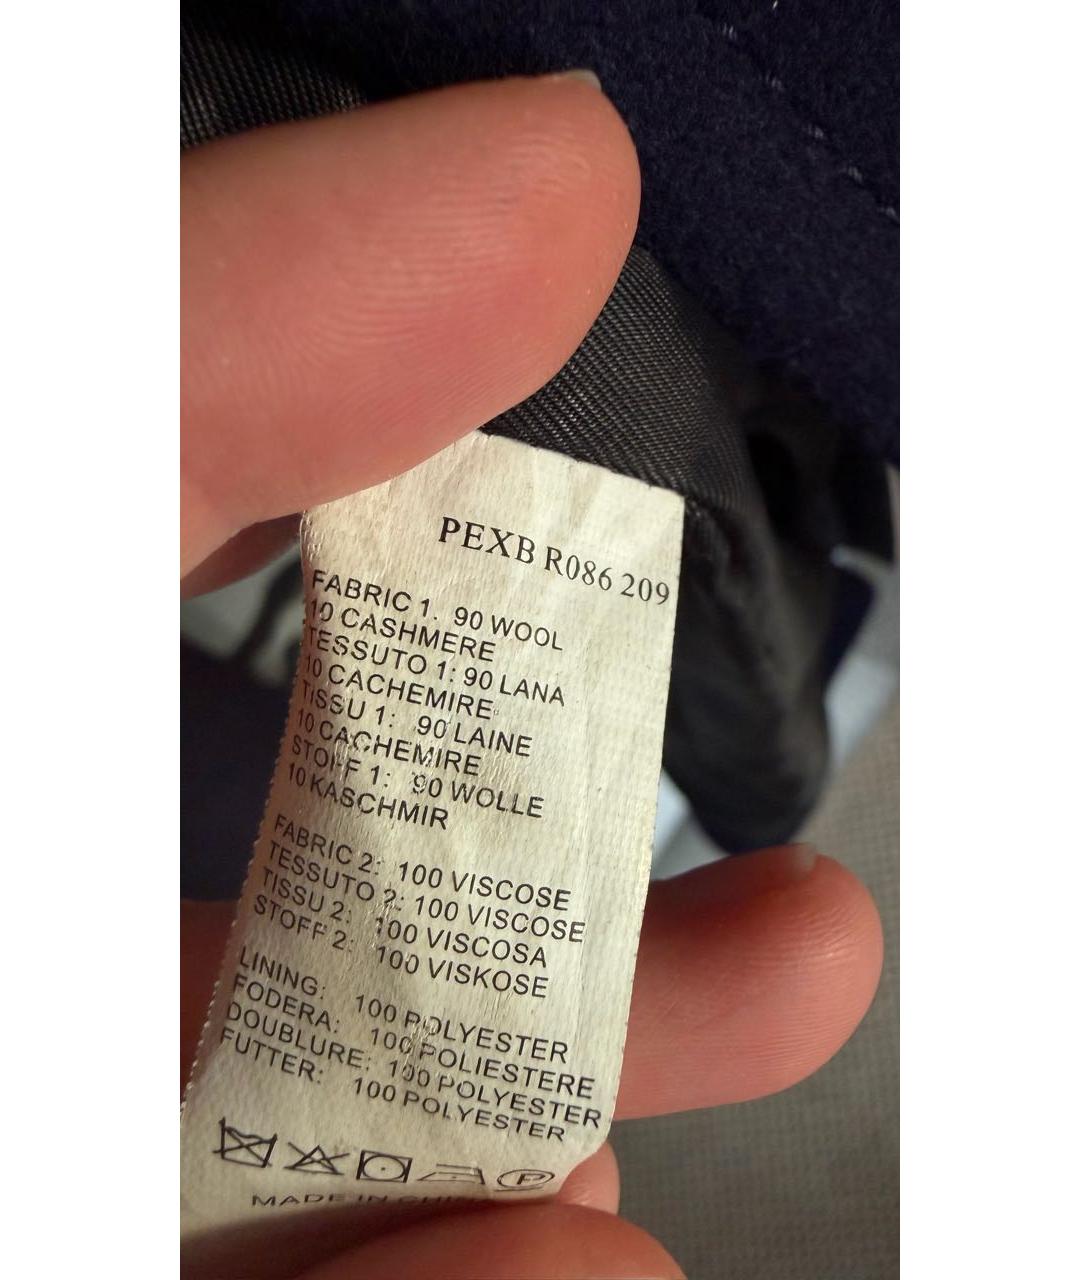 PEXB R086 209
FABRIC 1. 90 WOOL
10 CASHMERE
TESSUTO 1: 90 LANA
10 CACHEMIRE
TISSU 1: 90 LAINE
10 CACHEMIRE
STOFF 1: 90 WOLLE
10 KASCHMIR
FABRIC 2: 100 VISCOSE
TESSUTO 2: 100 VISCOSE
TISSU 2: 100 VISCOSA
STOFF 2: 100 VISKOSE
LINING: 100 POLYESTER
FODERA: 100 POLIESTERE
DOUBLURE: 100 POLYESTER
FUTTER: 100 POLYESTER
P
MADE IN